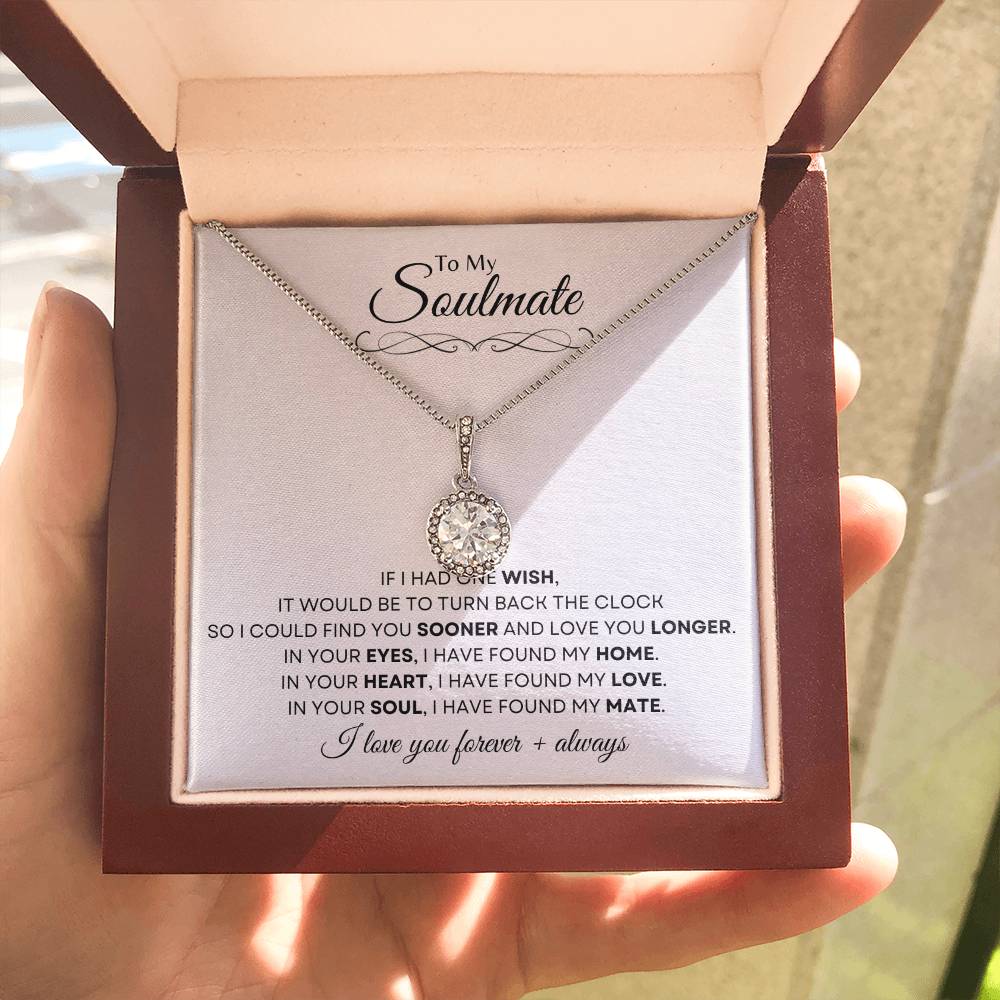 To My
Soulmate
IF I HAD ONE WISH,
IT WOULD BE TO TURN BACK THE CLOCK
SO I COULD FIND YOU SOONER AND LOVE YOU LONGER.
IN YOUR EYES, I HAVE FOUND MY HOME.
IN YOUR HEART, I HAVE FOUND MY LOVE.
IN YOUR SOUL, I HAVE FOUND MY MATE.
I love you forever + always